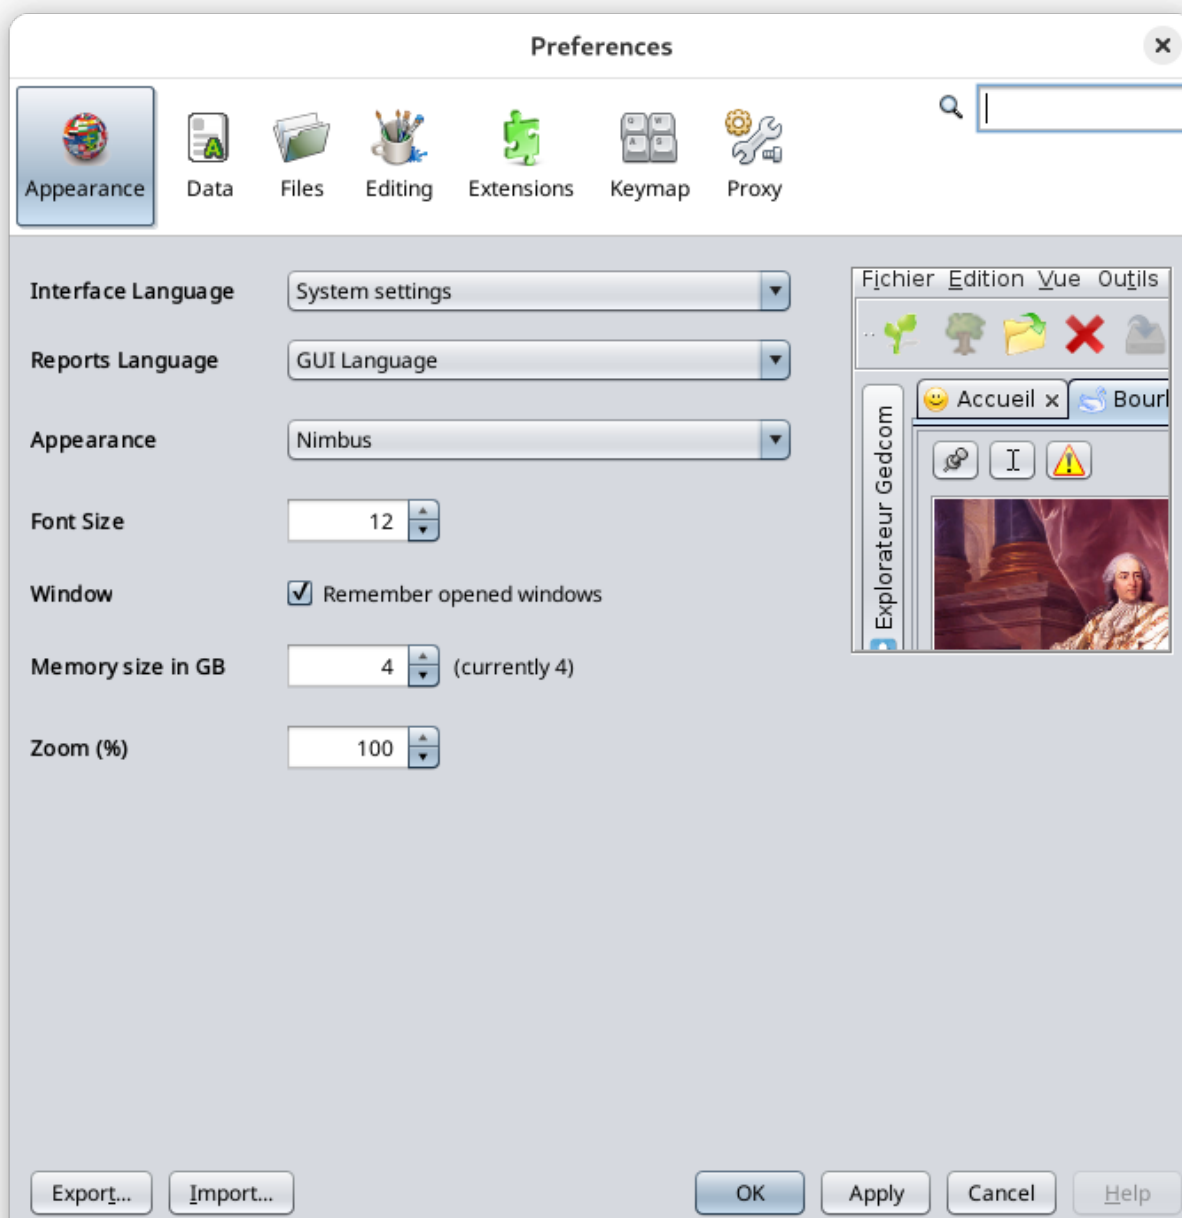 Preferences
Appearance
Data
Files
Editing
Extensions
Keymap
Proxy
Interface Language
System settings
Reports Language
GUI Language
Appearance
Nimbus
Font Size
12
Window
Remember opened windows
Memory size in GB
4
(currently 4)
Zoom (%)
100
Fichier Edition Vue Outils
Accueil
Bour
Explorateur Gedcom
Export...
Import...
OK
Apply
Cancel
Help